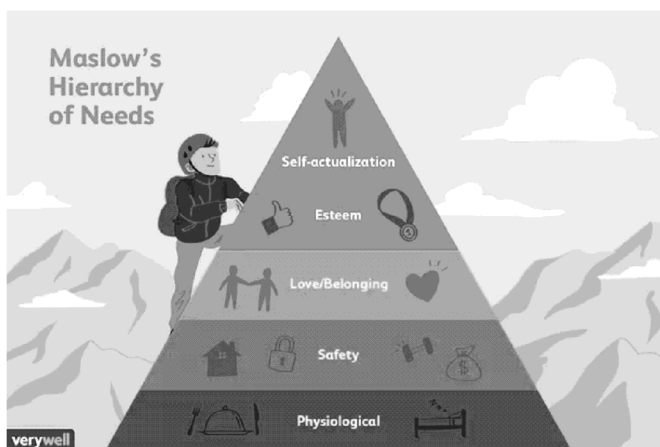 Maslow's
Hierarchy
of Needs
Self-actualization
Esteem
Love/Belonging
Safety
$
Physiological
verywell